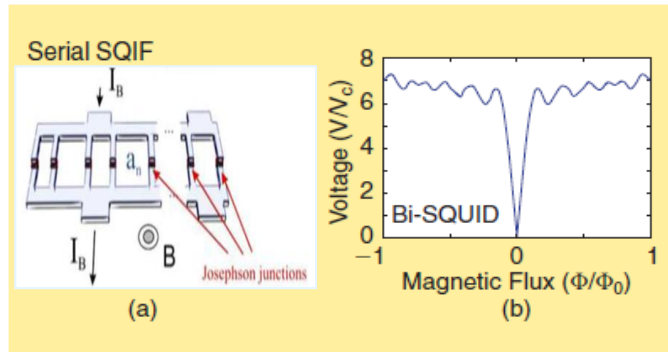 Serial SQIF
I_B
...
a_n
...
I_B
B
Josephson junctions
(a)
(b)
8
6
4
2
0
Voltage (V/V_c)
Bi-SQUID
−1
0
1
Magnetic Flux (Φ/Φ_0)